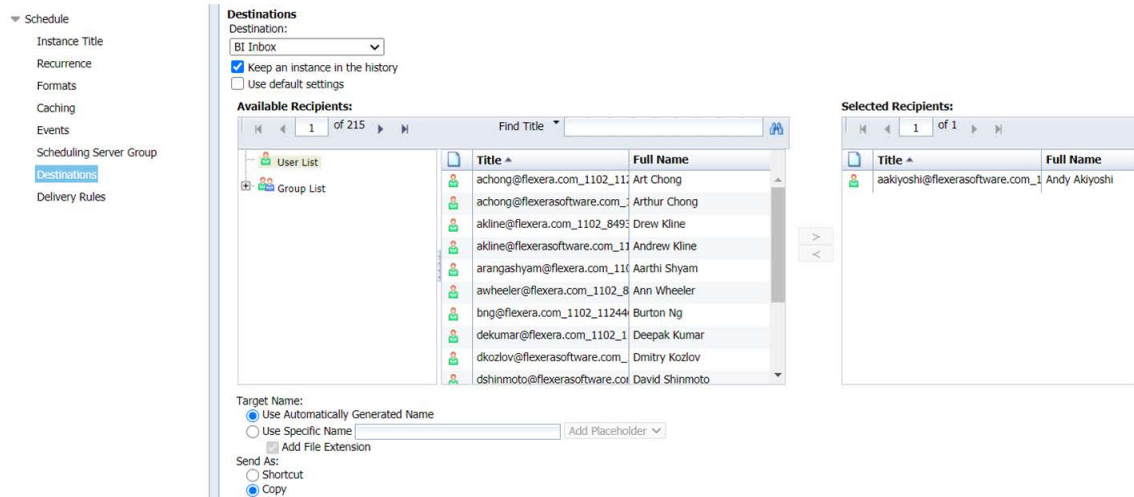 Schedule
Instance Title
Recurrence
Formats
Caching
Events
Scheduling Server Group
Destinations
Delivery Rules
Destinations
Destination:
BI Inbox
Keep an instance in the history
Use default settings
Available Recipients:
1 of 215
Find Title
User List
Group List
Title Full Name
achong@flexera.com_1102_112 Art Chong
achong@flexerasoftware.com_ Arthur Chong
akline@flexera.com_1102_8493 Drew Kline
akline@flexerasoftware.com_11 Andrew Kline
arangashyam@flexera.com_110 Aarthi Shyam
awheeler@flexera.com_1102_8 Ann Wheeler
bng@flexera.com_1102_11244 Burton Ng
dekumar@flexera.com_1102_1 Deepak Kumar
dkozlov@flexerasoftware.com_ Dmitry Kozlov
dshinmoto@flexerasoftware.cor David Shinmoto
Selected Recipients:
1 of 1
Title Full Name
aakiyoshi@flexerasoftware.com_1 Andy Akiyoshi
> 
<
Target Name:
Use Automatically Generated Name
Use Specific Name Add Placeholder
Add File Extension
Send As:
Shortcut
Copy